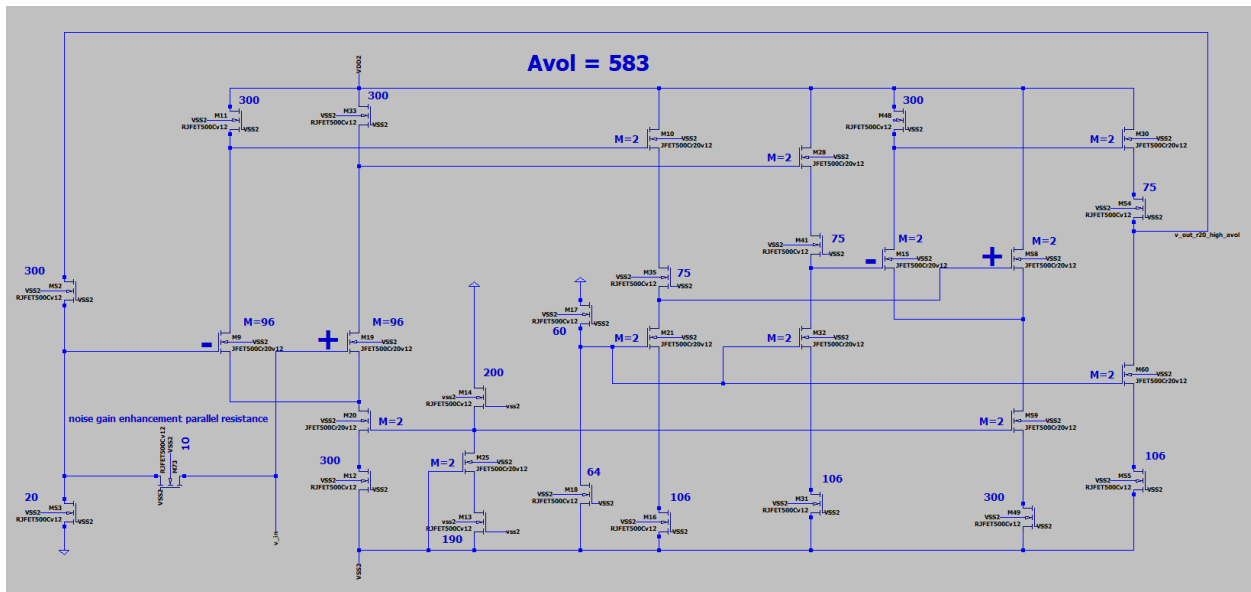 Avol = 583
VDD2
300
M11
VSS2
RJFET500Cv12
VSS2
300
M33
VSS2
RJFET500Cv12
VSS2
M=2
M10
VSS2
JFET500Cr20v12
M=2
M28
VSS2
JFET500Cr20v12
300
M48
VSS2
RJFET500Cv12
VSS2
M=2
M30
VSS2
JFET500Cr20v12
75
M54
VSS2
RJFET500Cv12
VSS2
v_out_r20_high_avol
M41
75
VSS2
RJFET500Cv12
VSS2
M=2
M15
VSS2
JFET500Cr20v12
-
M=2
M58
VSS2
JFET500Cr20v12
+
300
M52
VSS2
RJFET500Cv12
VSS2
M35
75
VSS2
RJFET500Cv12
VSS2
M17
VSS2
RJFET500Cv12
VSS2
60
M=96
M9
VSS2
JFET500Cr20v12
-
M=96
M19
VSS2
JFET500Cr20v12
+
M=2
M21
VSS2
JFET500Cr20v12
M=2
M32
VSS2
JFET500Cr20v12
M=2
M60
VSS2
JFET500Cr20v12
200
M14
vss2
RJFET500Cv12
vss2
noise gain enhancement parallel resistance
M20
VSS2
JFET500Cr20v12
M=2
M59
VSS2
JFET500Cr20v12
RJFET500Cv12
VSS2
M73
10
VSS2
M=2
M25
VSS2
JFET500Cr20v12
300
M12
VSS2
RJFET500Cv12
VSS2
64
M18
VSS2
RJFET500Cv12
VSS2
106
M31
VSS2
RJFET500Cv12
VSS2
106
M55
VSS2
RJFET500Cv12
VSS2
20
M53
VSS2
RJFET500Cv12
VSS2
v_in
M13
vss2
RJFET500Cv12
vss2
190
106
M16
VSS2
RJFET500Cv12
VSS2
300
M49
VSS2
RJFET500Cv12
VSS2
VSS2